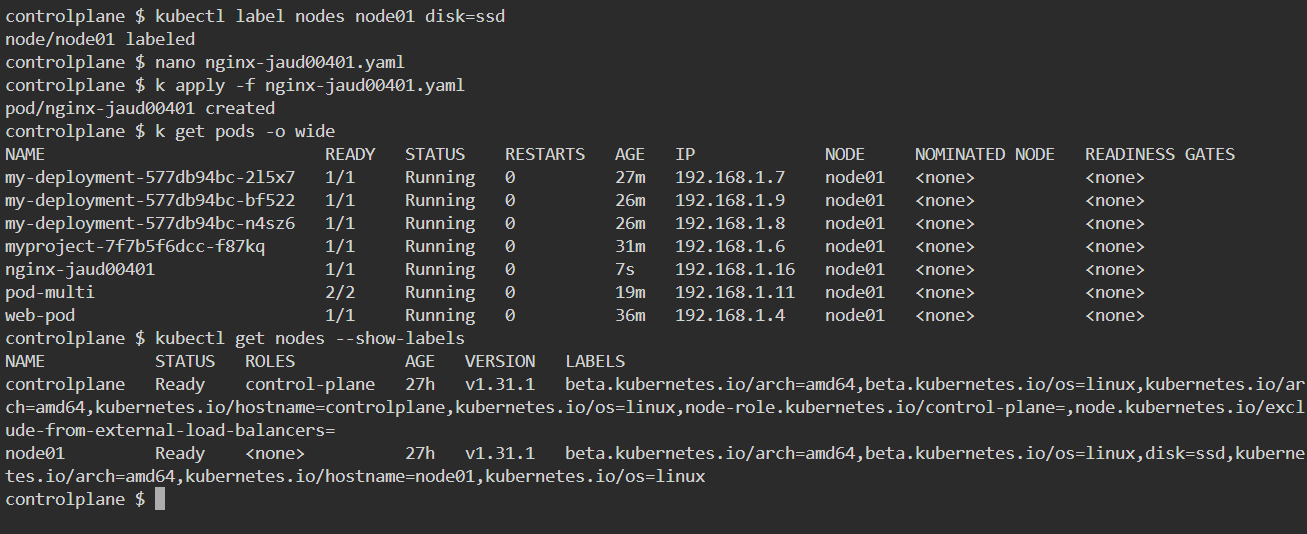 controlplane $ kubectl label nodes node01 disk=ssd
node/node01 labeled
controlplane $ nano nginx-jaud00401.yaml
controlplane $ k apply -f nginx-jaud00401.yaml
pod/nginx-jaud00401 created
controlplane $ k get pods -o wide
NAME                            READY   STATUS    RESTARTS   AGE   IP             NODE     NOMINATED NODE   READINESS GATES
my-deployment-577db94bc-2l5x7   1/1     Running   0          27m   192.168.1.7    node01   <none>           <none>
my-deployment-577db94bc-bf522   1/1     Running   0          26m   192.168.1.9    node01   <none>           <none>
my-deployment-577db94bc-n4sz6   1/1     Running   0          26m   192.168.1.8    node01   <none>           <none>
myproject-7f7b5f6dcc-f87kq      1/1     Running   0          31m   192.168.1.6    node01   <none>           <none>
nginx-jaud00401                 1/1     Running   0          7s    192.168.1.16   node01   <none>           <none>
pod-multi                       2/2     Running   0          19m   192.168.1.11   node01   <none>           <none>
web-pod                         1/1     Running   0          36m   192.168.1.4    node01   <none>           <none>
controlplane $ kubectl get nodes --show-labels
NAME           STATUS   ROLES           AGE   VERSION   LABELS
controlplane   Ready    control-plane   27h   v1.31.1   beta.kubernetes.io/arch=amd64,beta.kubernetes.io/os=linux,kubernetes.io/ar
ch=amd64,kubernetes.io/hostname=controlplane,kubernetes.io/os=linux,node-role.kubernetes.io/control-plane=,node.kubernetes.io/excl
ude-from-external-load-balancers=
node01         Ready    <none>          27h   v1.31.1   beta.kubernetes.io/arch=amd64,beta.kubernetes.io/os=linux,disk=ssd,kuberne
tes.io/arch=amd64,kubernetes.io/hostname=node01,kubernetes.io/os=linux
controlplane $